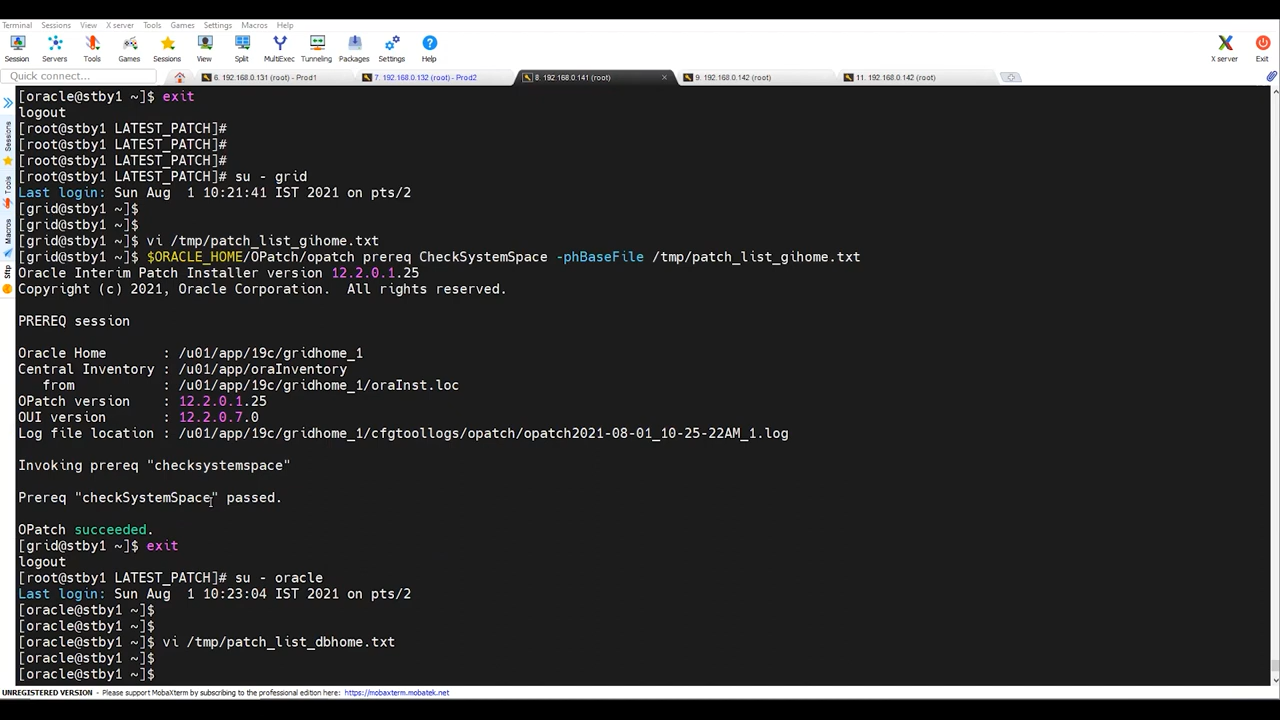 Terminal Sessions View X server Tools Games Settings Macros Help
Session Servers Tools Games Sessions View Split MultiExec Tunneling Packages Settings Help X server Exit
Quick connect... 6. 192.168.0.131 (root) - Prod1 7. 192.168.0.132 (root) - Prod2 8. 192.168.0.141 (root) 9. 192.168.0.142 (root) 11. 192.168.0.142 (root)
Sessions
Tools
Macros
Sftp
[oracle@stby1 ~]$ exit
logout
[root@stby1 LATEST_PATCH]#
[root@stby1 LATEST_PATCH]#
[root@stby1 LATEST_PATCH]#
[root@stby1 LATEST_PATCH]# su - grid
Last login: Sun Aug  1 10:21:41 IST 2021 on pts/2
[grid@stby1 ~]$
[grid@stby1 ~]$
[grid@stby1 ~]$ vi /tmp/patch_list_gihome.txt
[grid@stby1 ~]$ $ORACLE_HOME/OPatch/opatch prereq CheckSystemSpace -phBaseFile /tmp/patch_list_gihome.txt
Oracle Interim Patch Installer version 12.2.0.1.25
Copyright (c) 2021, Oracle Corporation.  All rights reserved.
PREREQ session
Oracle Home       : /u01/app/19c/gridhome_1
Central Inventory : /u01/app/oraInventory
   from           : /u01/app/19c/gridhome_1/oraInst.loc
OPatch version    : 12.2.0.1.25
OUI version       : 12.2.0.7.0
Log file location : /u01/app/19c/gridhome_1/cfgtoollogs/opatch/opatch2021-08-01_10-25-22AM_1.log
Invoking prereq "checksystemspace"
Prereq "checkSystemSpace" passed.
OPatch succeeded.
[grid@stby1 ~]$ exit
logout
[root@stby1 LATEST_PATCH]# su - oracle
Last login: Sun Aug  1 10:23:04 IST 2021 on pts/2
[oracle@stby1 ~]$
[oracle@stby1 ~]$
[oracle@stby1 ~]$ vi /tmp/patch_list_dbhome.txt
[oracle@stby1 ~]$
[oracle@stby1 ~]$
UNREGISTERED VERSION - Please support MobaXterm by subscribing to the professional edition here: https://mobaxterm.mobatek.net